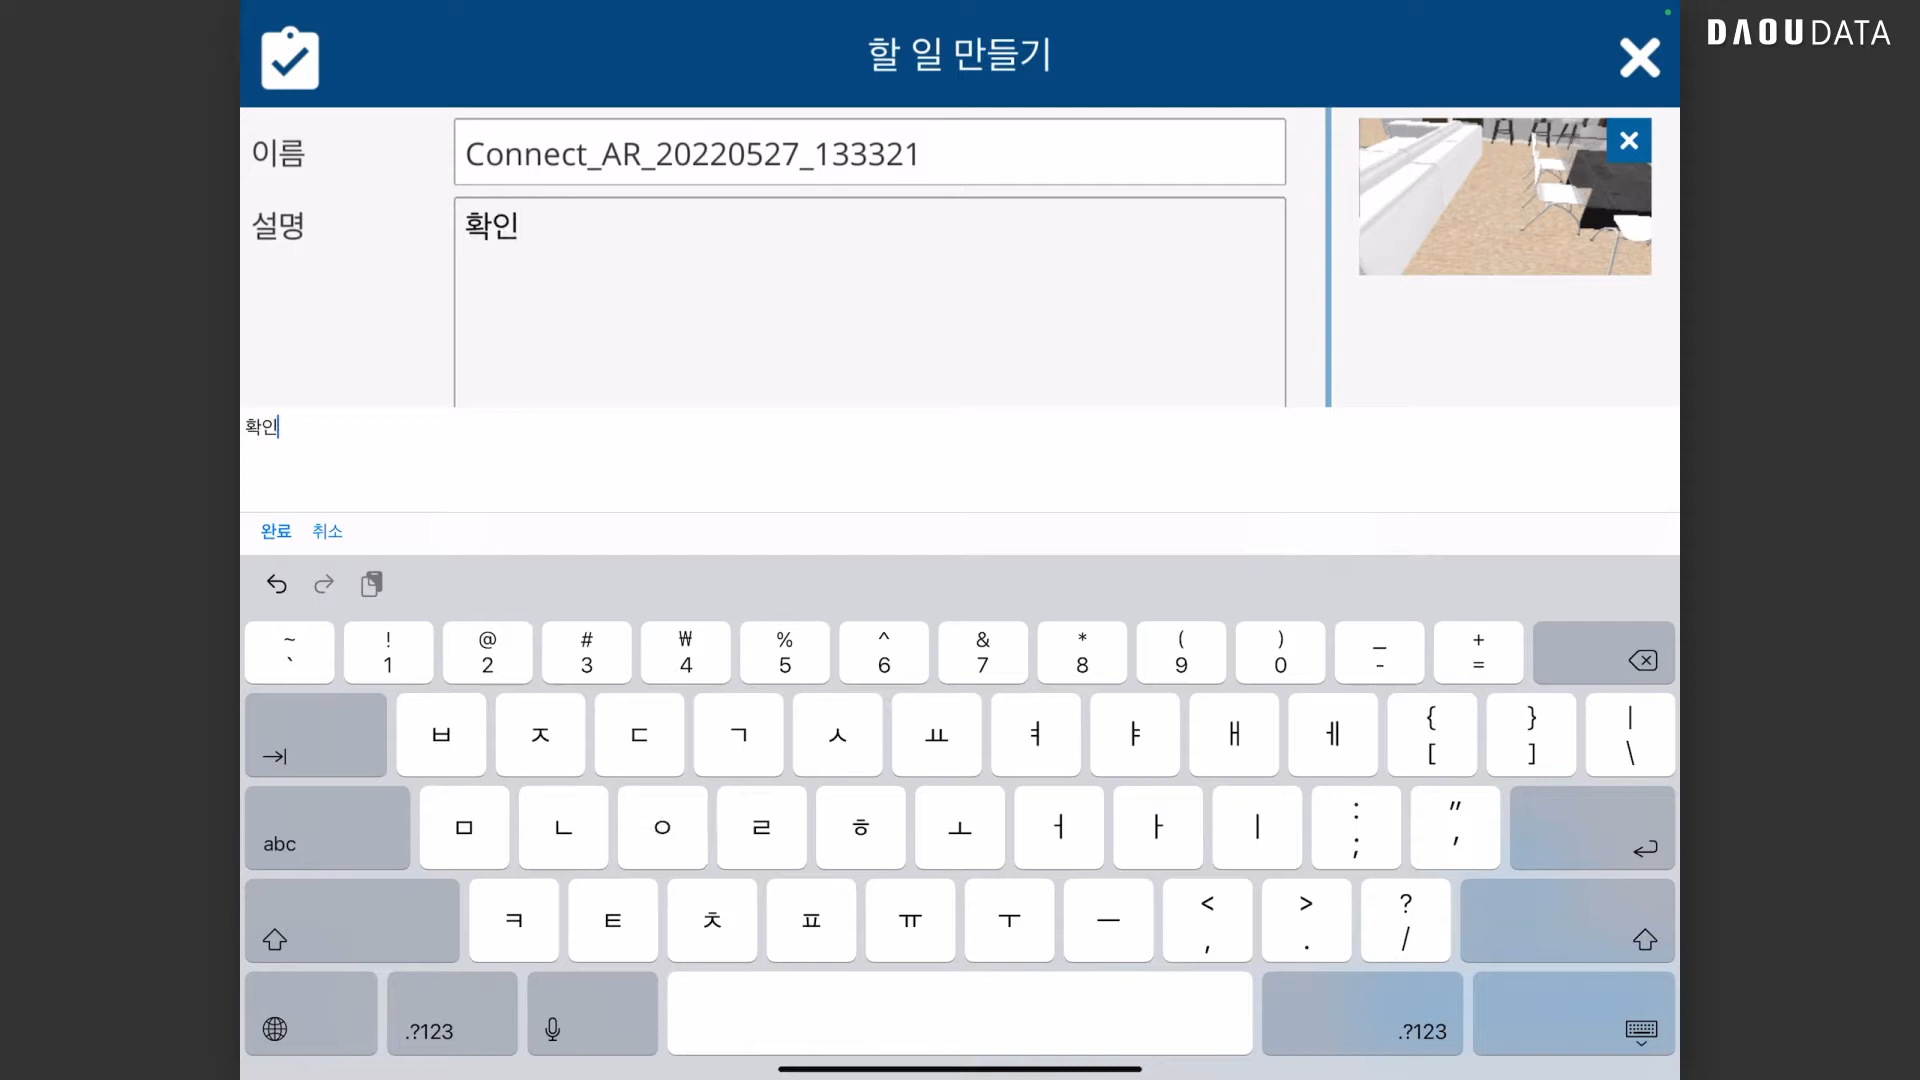 DAOUDATA
할 일 만들기
이름
Connect_AR_20220527_133321
설명
확인
확인
완료 취소
~ ! @ # ₩ % ^ & * ( ) _ +
` 1 2 3 4 5 6 7 8 9 0 - =
ㅂ ㅈ ㄷ ㄱ ㅅ ㅛ ㅕ ㅑ ㅐ ㅔ { } |
[ ] \
abc ㅁ ㄴ ㅇ ㄹ ㅎ ㅗ ㅓ ㅏ ㅣ : "
; '
ㅋ ㅌ ㅊ ㅍ ㅠ ㅜ ㅡ < > ?
, . /
.?123 .?123